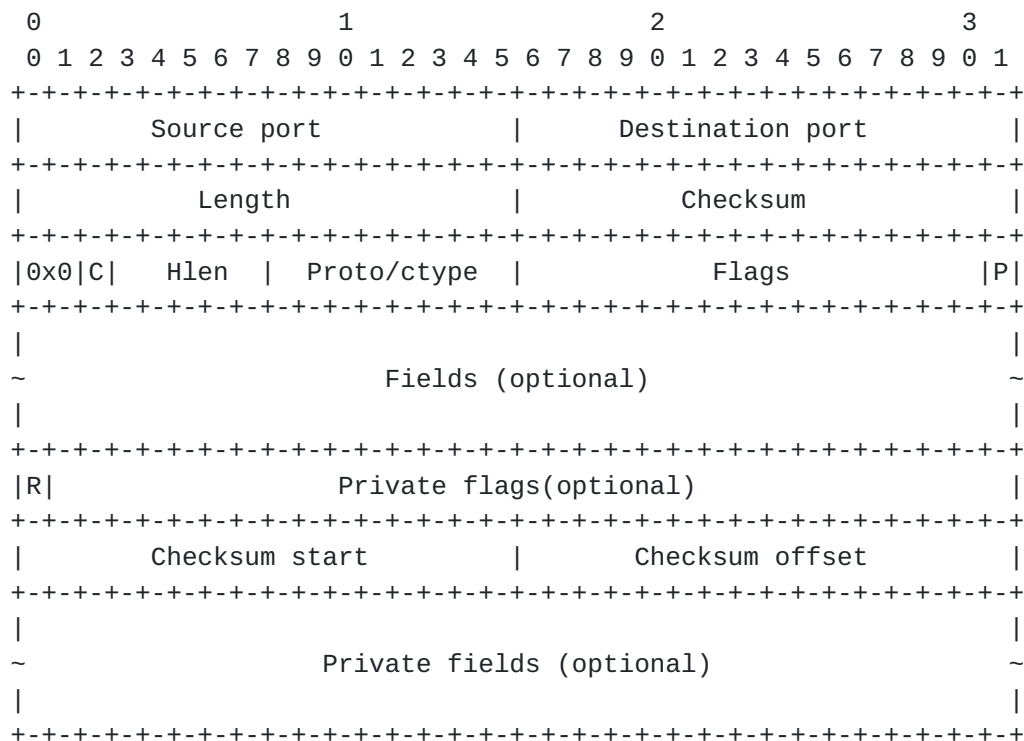 0                   1                   2                   3
 0 1 2 3 4 5 6 7 8 9 0 1 2 3 4 5 6 7 8 9 0 1 2 3 4 5 6 7 8 9 0 1
+-+-+-+-+-+-+-+-+-+-+-+-+-+-+-+-+-+-+-+-+-+-+-+-+-+-+-+-+-+-+-+-+
|        Source port            |      Destination port         |
+-+-+-+-+-+-+-+-+-+-+-+-+-+-+-+-+-+-+-+-+-+-+-+-+-+-+-+-+-+-+-+-+
|           Length              |          Checksum             |
+-+-+-+-+-+-+-+-+-+-+-+-+-+-+-+-+-+-+-+-+-+-+-+-+-+-+-+-+-+-+-+-+
|0x0|C|   Hlen  |  Proto/ctype  |            Flags            |P|
+-+-+-+-+-+-+-+-+-+-+-+-+-+-+-+-+-+-+-+-+-+-+-+-+-+-+-+-+-+-+-+-+
|                                                               |
~                       Fields (optional)                       ~
|                                                               |
+-+-+-+-+-+-+-+-+-+-+-+-+-+-+-+-+-+-+-+-+-+-+-+-+-+-+-+-+-+-+-+-+
|R|                  Private flags(optional)                    |
+-+-+-+-+-+-+-+-+-+-+-+-+-+-+-+-+-+-+-+-+-+-+-+-+-+-+-+-+-+-+-+-+
|        Checksum start         |       Checksum offset         |
+-+-+-+-+-+-+-+-+-+-+-+-+-+-+-+-+-+-+-+-+-+-+-+-+-+-+-+-+-+-+-+-+
|                                                               |
~                   Private fields (optional)                   ~
|                                                               |
+-+-+-+-+-+-+-+-+-+-+-+-+-+-+-+-+-+-+-+-+-+-+-+-+-+-+-+-+-+-+-+-+